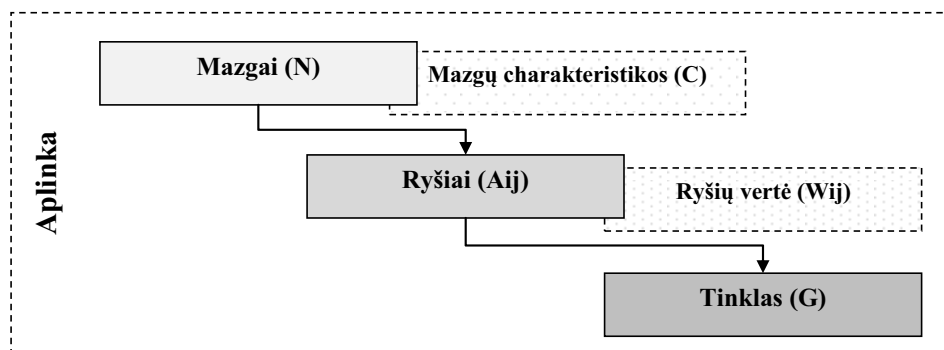 Mazgai (N)
Mazgų charakteristikos (C)
Aplinka
Ryšiai (Aij)
Ryšių vertė (Wij)
Tinklas (G)